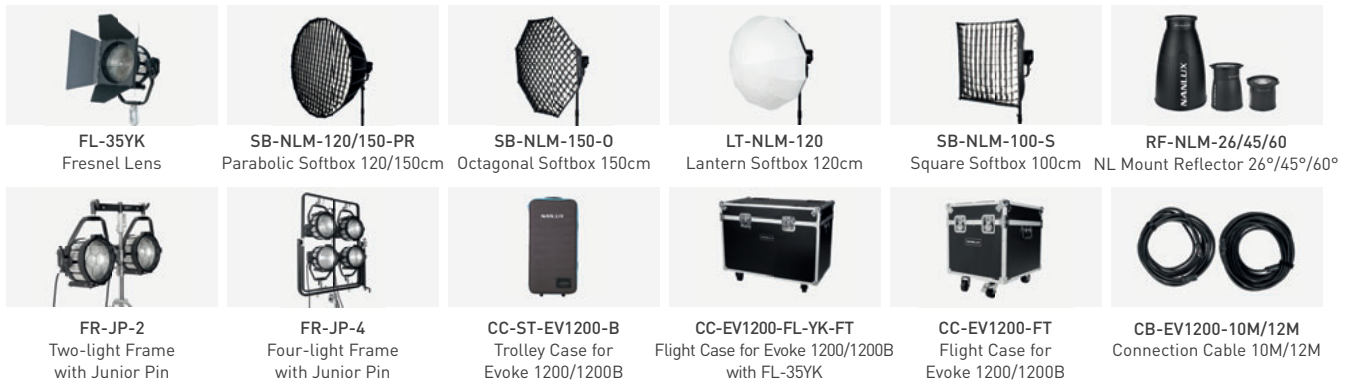 NANLUX
FL-35YK
Fresnel Lens
SB-NLM-120/150-PR
Parabolic Softbox 120/150cm
SB-NLM-150-O
Octagonal Softbox 150cm
LT-NLM-120
Lantern Softbox 120cm
SB-NLM-100-S
Square Softbox 100cm
RF-NLM-26/45/60
NL Mount Reflector 26°/45°/60°
NANLUX
FR-JP-2
Two-light Frame
with Junior Pin
FR-JP-4
Four-light Frame
with Junior Pin
CC-ST-EV1200-B
Trolley Case for
Evoke 1200/1200B
CC-EV1200-FL-YK-FT
Flight Case for Evoke 1200/1200B
with FL-35YK
CC-EV1200-FT
Flight Case for
Evoke 1200/1200B
CB-EV1200-10M/12M
Connection Cable 10M/12M